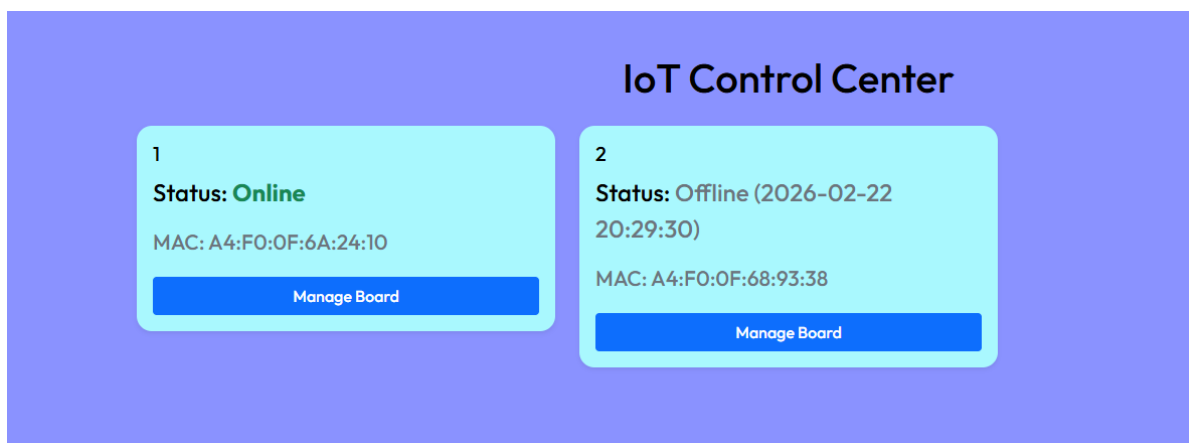 IoT Control Center
1
Status: Online
MAC: A4:F0:0F:6A:24:10
Manage Board
2
Status: Offline (2026-02-22
20:29:30)
MAC: A4:F0:0F:68:93:38
Manage Board